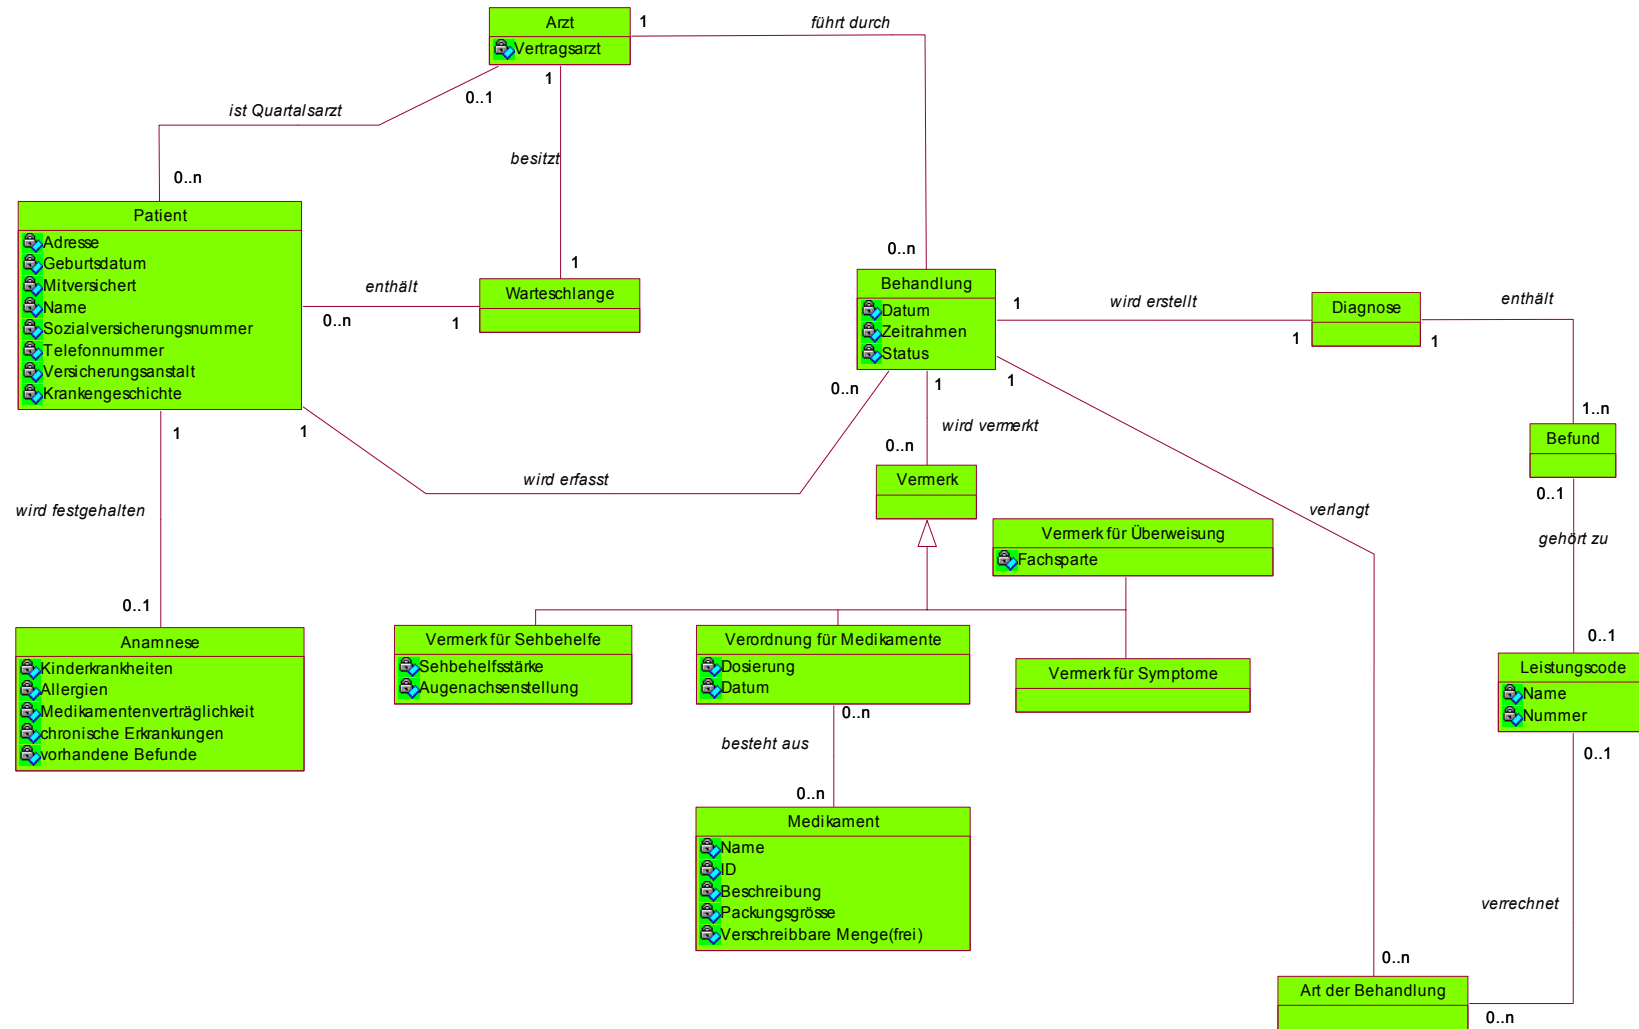 Arzt
Vertragsarzt
1
führt durch
0..1
1
ist Quartalsarzt
besitzt
0..n
Patient
Adresse
Geburtsdatum
Mitversichert
Name
Sozialversicherungsnummer
Telefonnummer
Versicherungsanstalt
Krankengeschichte
enthält
0..n
1
1
Warteschlange
0..n
Behandlung
Datum
Zeitrahmen
Status
1
wird erstellt
1
Diagnose
enthält
1
1..n
Befund
0..1
1
1
0..n
1
1
wird vermerkt
0..n
Vermerk
wird erfasst
wird festgehalten
verlangt
gehört zu
Vermerk für Überweisung
Fachsparte
0..1
0..1
Anamnese
Kinderkrankheiten
Allergien
Medikamentenverträglichkeit
chronische Erkrankungen
vorhandene Befunde
Vermerk für Sehbehelfe
Sehbehelfsstärke
Augenachsenstellung
Verordnung für Medikamente
Dosierung
Datum
Vermerk für Symptome
Leistungscode
Name
Nummer
0..n
besteht aus
0..n
0..1
Medikament
Name
ID
Beschreibung
Packungsgrösse
Verschreibbare Menge(frei)
verrechnet
0..n
Art der Behandlung
0..n